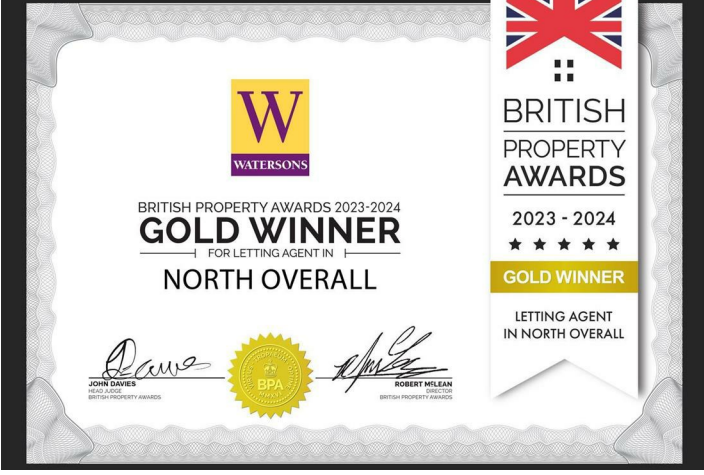 W
WATERSONS
BRITISH PROPERTY AWARDS 2023-2024
GOLD WINNER
FOR LETTING AGENT IN
NORTH OVERALL
JOHN DAVIES
HEAD JUDGE
BRITISH PROPERTY AWARDS
BPA
ROBERT McLEAN
DIRECTOR
BRITISH PROPERTY AWARDS
BRITISH
PROPERTY
AWARDS
2023 - 2024
GOLD WINNER
LETTING AGENT
IN NORTH OVERALL